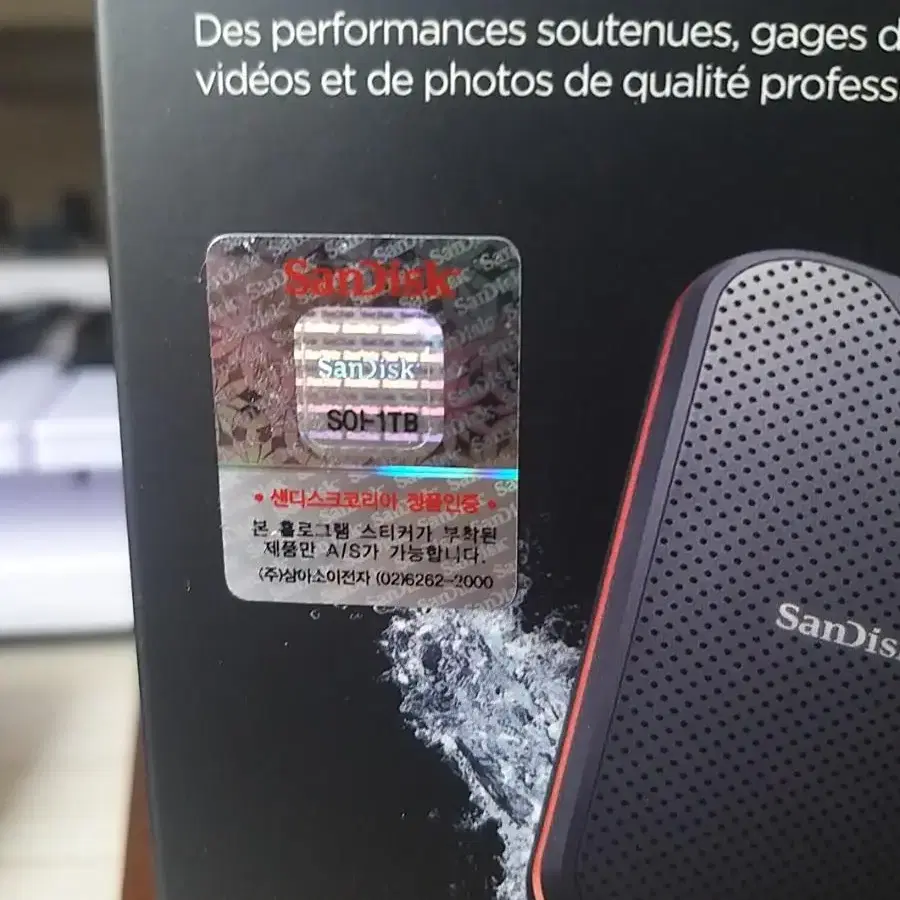 Des performances soutenues, gages d
vidéos et de photos de qualité profess
SanDisk
SanDisk
SOI-1TB
•샌디스크코리아 정품인증 •
본 홀로그램 스티커가 부착된
제품만 A/S가 가능합니다.
(주)삼아소이전자 (02)6262-2000
SanDis